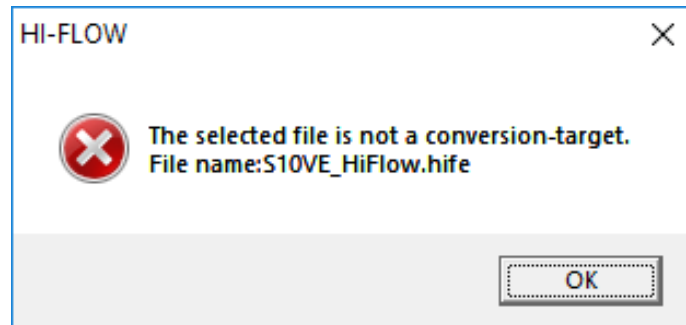 HI-FLOW
The selected file is not a conversion-target.
File name:S10VE_HiFlow.hife
OK